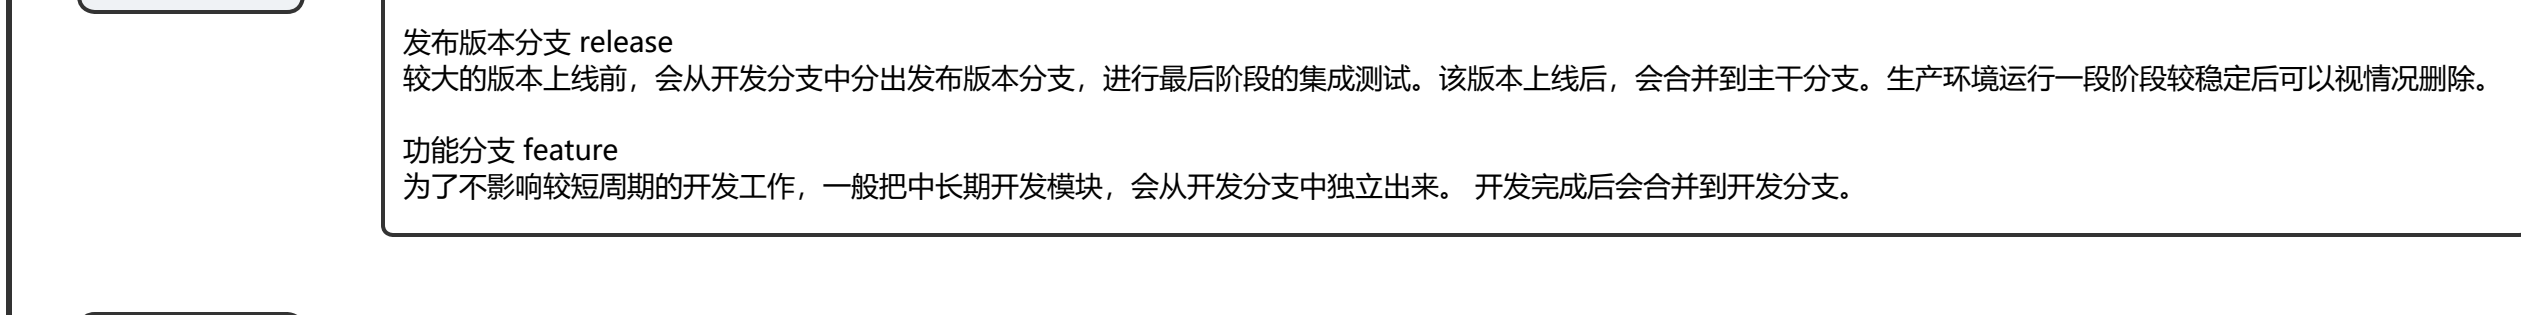 发布版本分支 release
较大的版本上线前，会从开发分支中分出发布版本分支，进行最后阶段的集成测试。该版本上线后，会合并到主干分支。生产环境运行一段阶段较稳定后可以视情况删除。
功能分支 feature
为了不影响较短周期的开发工作，一般把中长期开发模块，会从开发分支中独立出来。 开发完成后会合并到开发分支。